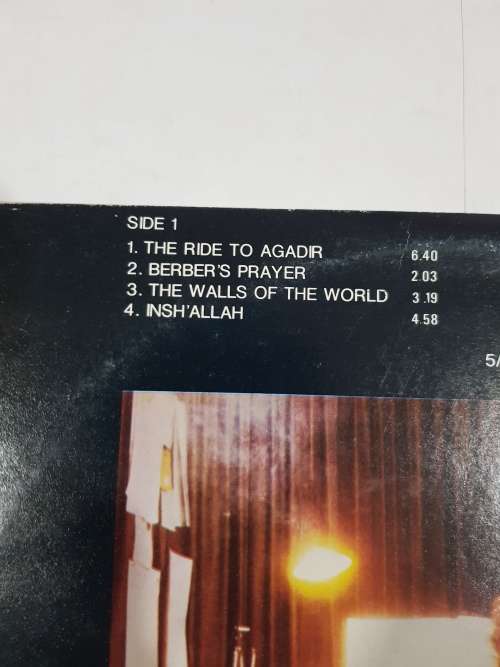 SIDE 1
1. THE RIDE TO AGADIR 6.40
2. BERBER'S PRAYER 2.03
3. THE WALLS OF THE WORLD 3.19
4. INSH'ALLAH 4.58
5/